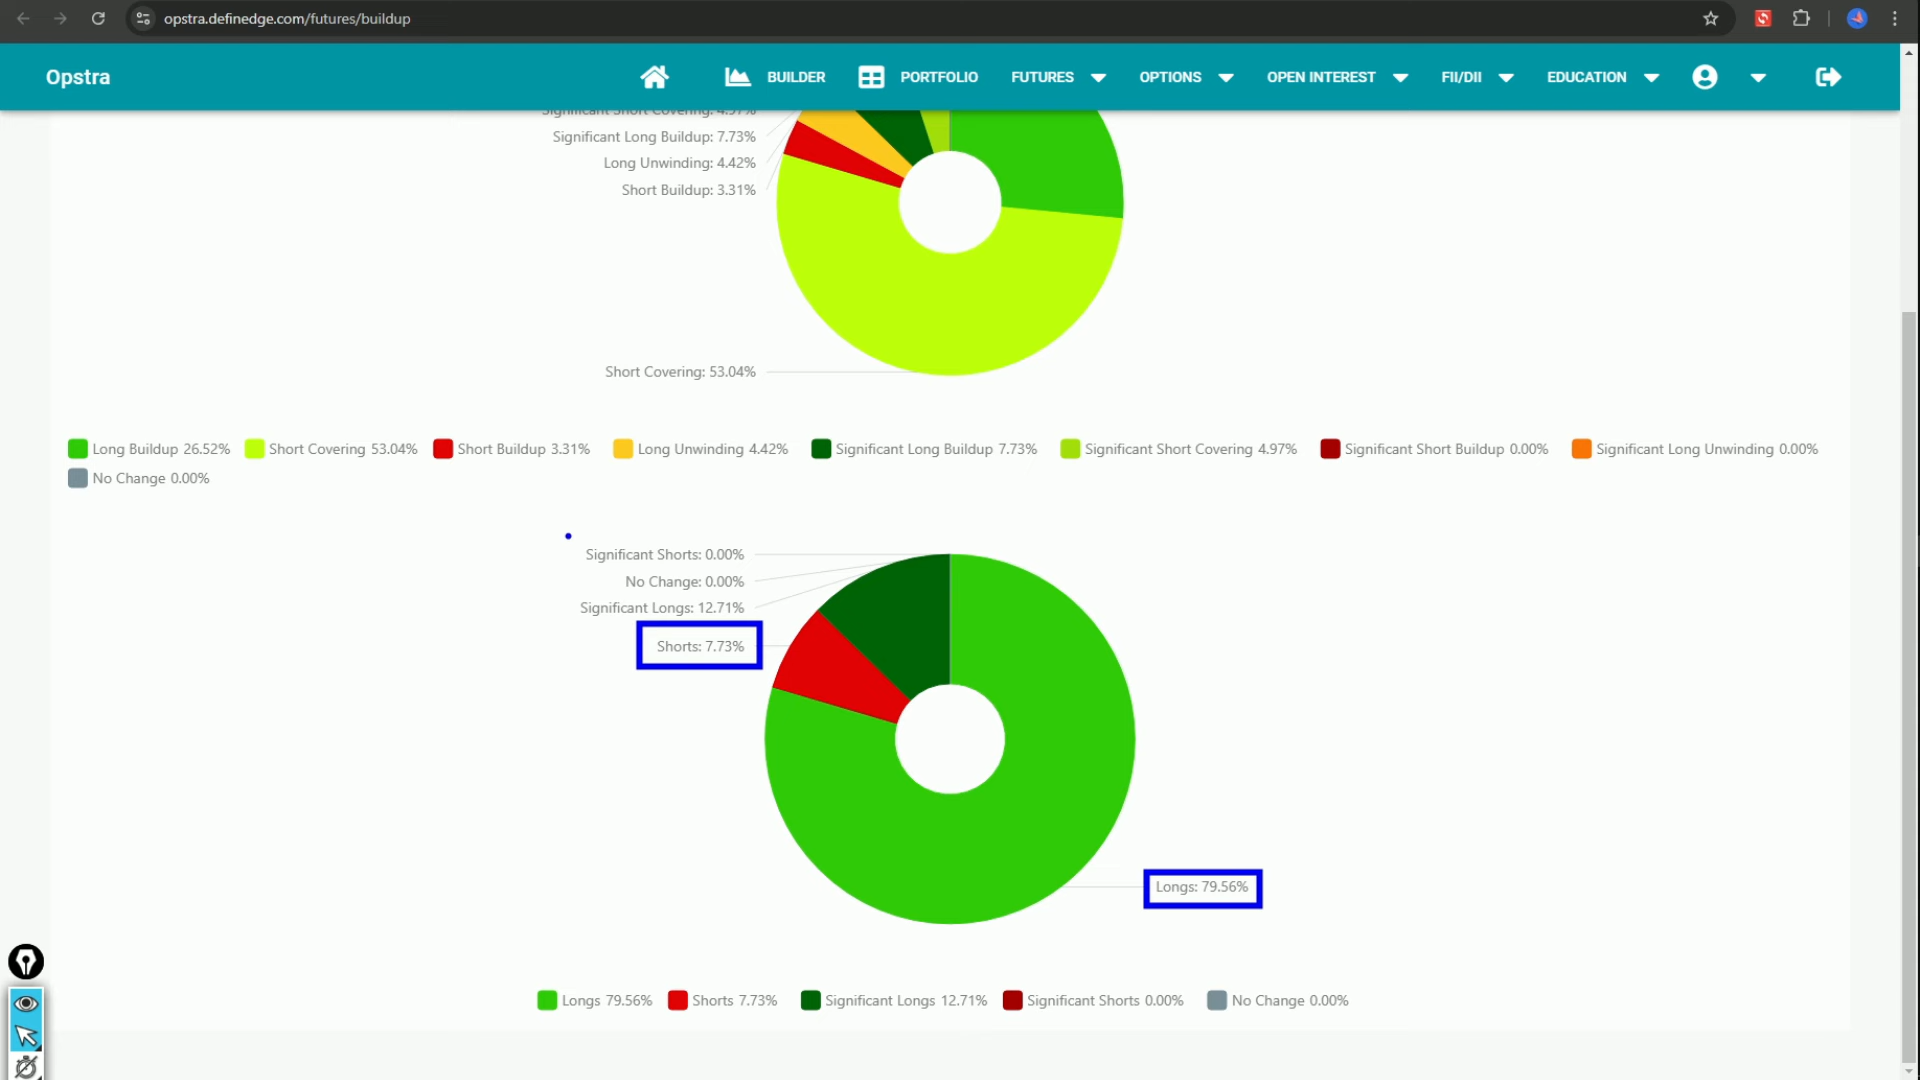 opstra.definedge.com/futures/buildup
Opstra
BUILDER
PORTFOLIO
FUTURES
OPTIONS
OPEN INTEREST
FII/DII
EDUCATION
Significant Short Covering: 4.97%
Significant Long Buildup: 7.73%
Long Unwinding: 4.42%
Short Buildup: 3.31%
Short Covering: 53.04%
Long Buildup 26.52%
Short Covering 53.04%
Short Buildup 3.31%
Long Unwinding 4.42%
Significant Long Buildup 7.73%
Significant Short Covering 4.97%
Significant Short Buildup 0.00%
Significant Long Unwinding 0.00%
No Change 0.00%
Significant Shorts: 0.00%
No Change: 0.00%
Significant Longs: 12.71%
Shorts: 7.73%
Longs: 79.56%
Longs 79.56%
Shorts 7.73%
Significant Longs 12.71%
Significant Shorts 0.00%
No Change 0.00%